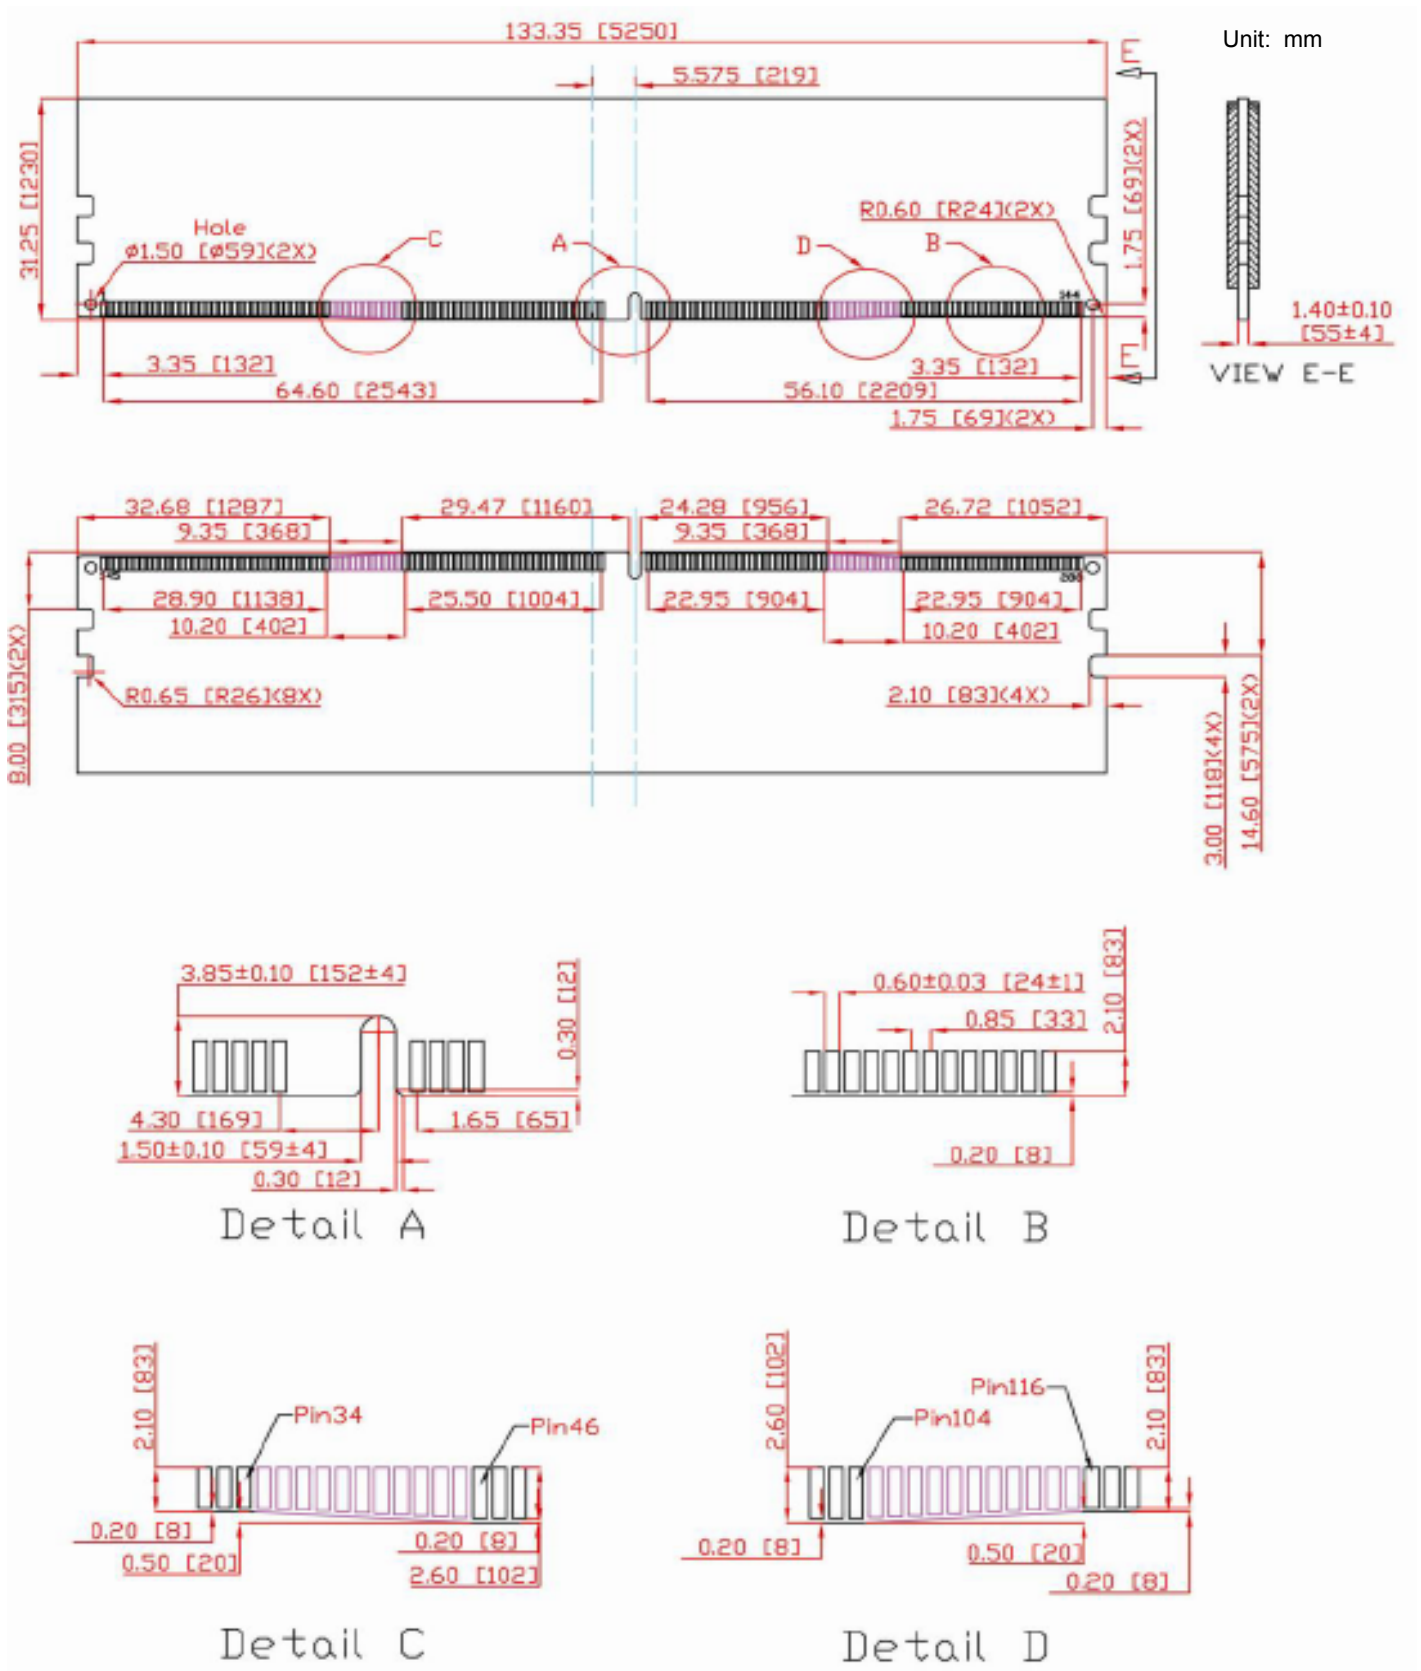 133.35 [5250]
Unit: mm
E
5.575 [219]
31.25 [1230]
1.75 [69](2X)
R0.60 [R24](2X)
Hole
ø1.50 [ø59](2X)
C
A
D
B
144
1.40±0.10
[55±4]
3.35 [132]
3.35 [132]
E
VIEW E-E
64.60 [2543]
56.10 [2209]
1.75 [69](2X)
32.68 [1287]
29.47 [1160]
24.28 [956]
26.72 [1052]
9.35 [368]
9.35 [368]
28.90 [1138]
25.50 [1004]
22.95 [904]
22.95 [904]
10.20 [402]
10.20 [402]
8.00 [315](2X)
R0.65 [R26](8X)
2.10 [83](4X)
3.00 [118](4X)
14.60 [575](2X)
3.85±0.10 [152±4]
0.30 [12]
4.30 [169]
1.65 [65]
1.50±0.10 [59±4]
0.30 [12]
Detail A
0.60±0.03 [24±1]
2.10 [83]
0.85 [33]
0.20 [8]
Detail B
2.10 [83]
Pin34
Pin46
0.20 [8]
0.50 [20]
0.20 [8]
2.60 [102]
Detail C
2.60 [102]
Pin116
Pin104
2.10 [83]
0.20 [8]
0.50 [20]
0.20 [8]
Detail D